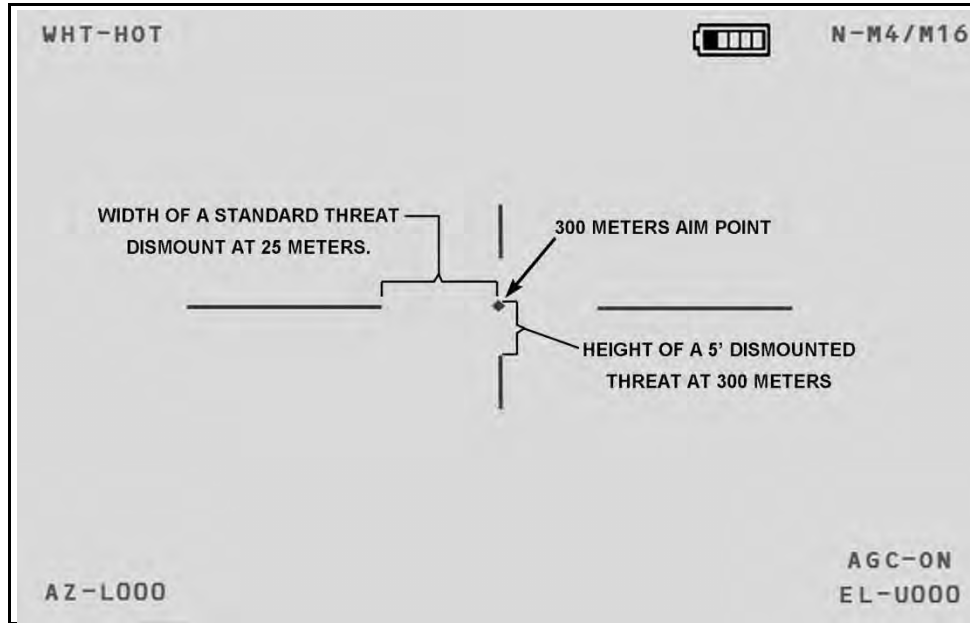 WHT-HOT
N-M4/M16
WIDTH OF A STANDARD THREAT
DISMOUNT AT 25 METERS.
300 METERS AIM POINT
HEIGHT OF A 5' DISMOUNTED
THREAT AT 300 METERS
AGC-ON
AZ-L000
EL-U000